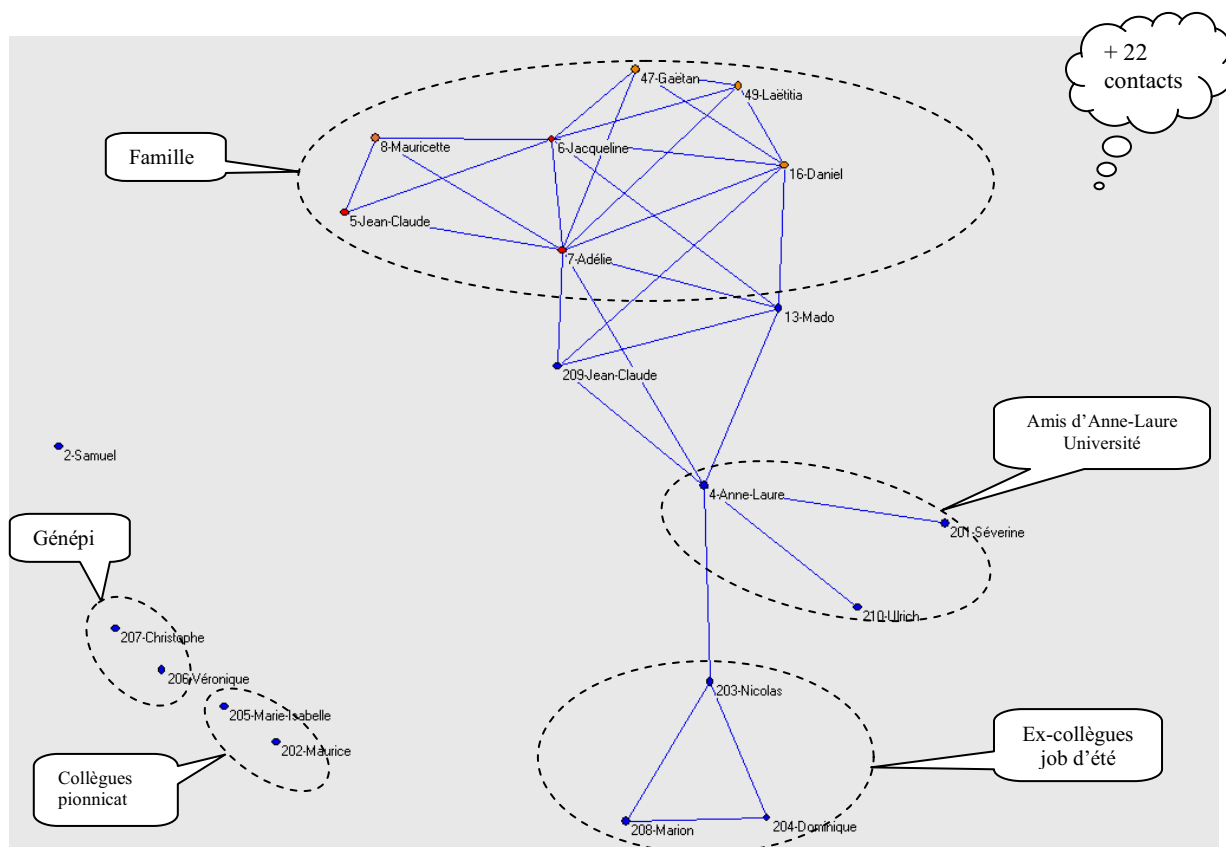 + 22
contacts
47-Gaëtan
49-Laëtitia
Famille
8-Mauricette
6-Jacqueline
16-Daniel
5-Jean-Claude
7-Adélie
13-Mado
209-Jean-Claude
Amis d'Anne-Laure
Université
2-Samuel
4-Anne-Laure
201-Séverine
Génépi
210-Ulrich
207-Christophe
206-Véronique
203-Nicolas
205-Marie-Isabelle
202-Maurice
Ex-collègues
job d'été
Collègues
pionnicat
208-Marion
204-Dominique